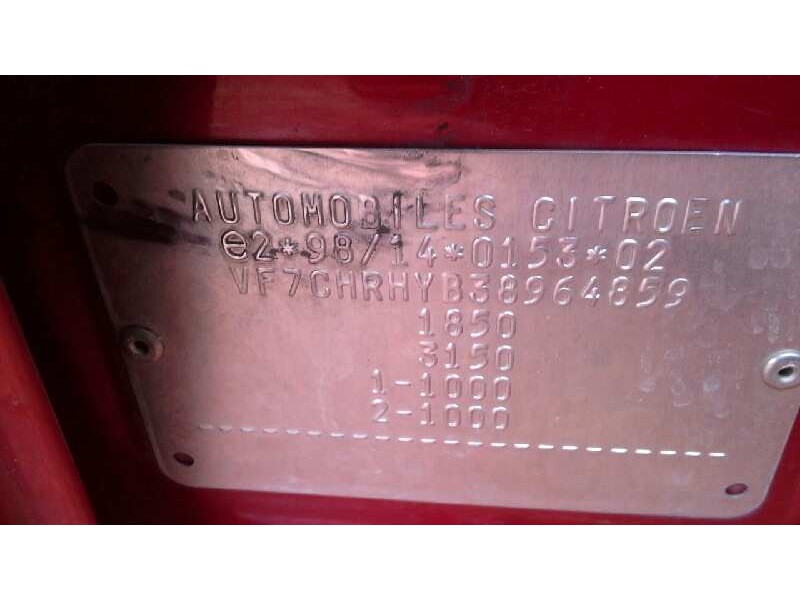 AUTOMOBILES CITROEN
e2*98/14*0153*02
VF7CHRHYB38964859
1850
3150
1-1000
2-1000